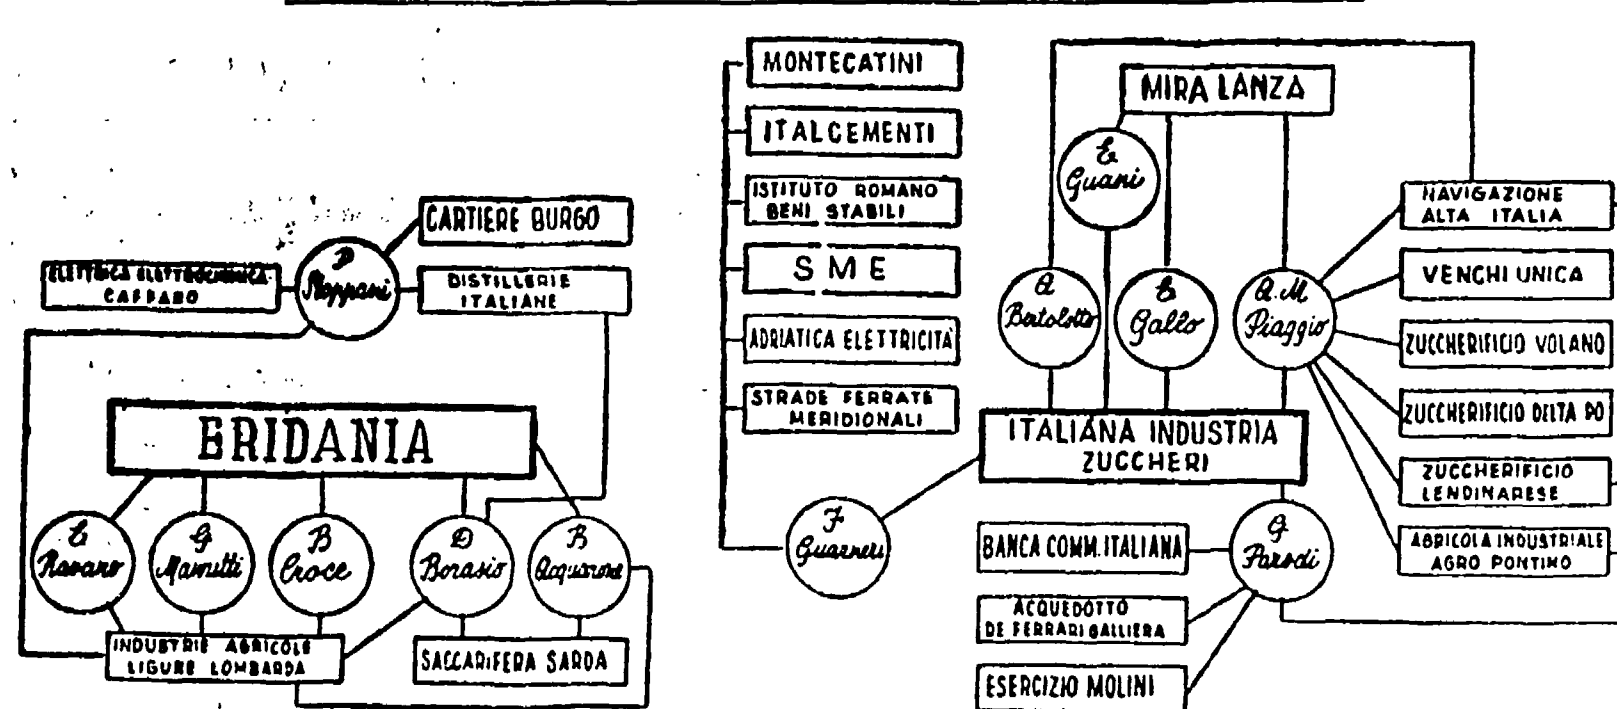 MONTECATINI
ITALCEMENTI
ISTITUTO ROMANO
BENI STABILI
SME
ADRIATICA ELETTRICITÀ
STRADE FERRATE
MERIDIONALI
MIRA LANZA
E
Guani
NAVIGAZIONE
ALTA ITALIA
VENCHI UNICA
ZUCCHERIFICIO VOLANO
ZUCCHERIFICIO DELTA PO
ZUCCHERIFICIO
LENDINARESE
AGRICOLA INDUSTRIALE
AGRO PONTINO
A
Bertolotto
E
Gallo
A.M
Piaggio
CARTIERE BURGO
ELETTRICA ELETTROCHIMICA
CAFFARO
DISTILLERIE
ITALIANE
ERIDANIA
E
Ravano
G
B
Croce
D
Borasio
B
Acquarone
INDUSTRIE AGRICOLE
LIGURE LOMBARDA
SACCARIFERA SARDA
ITALIANA INDUSTRIA
ZUCCHERI
F
Guarneri
G
Parodi
BANCA COMM. ITALIANA
ACQUEDOTTO
DE FERRARI GALLIERA
ESERCIZIO MOLINI